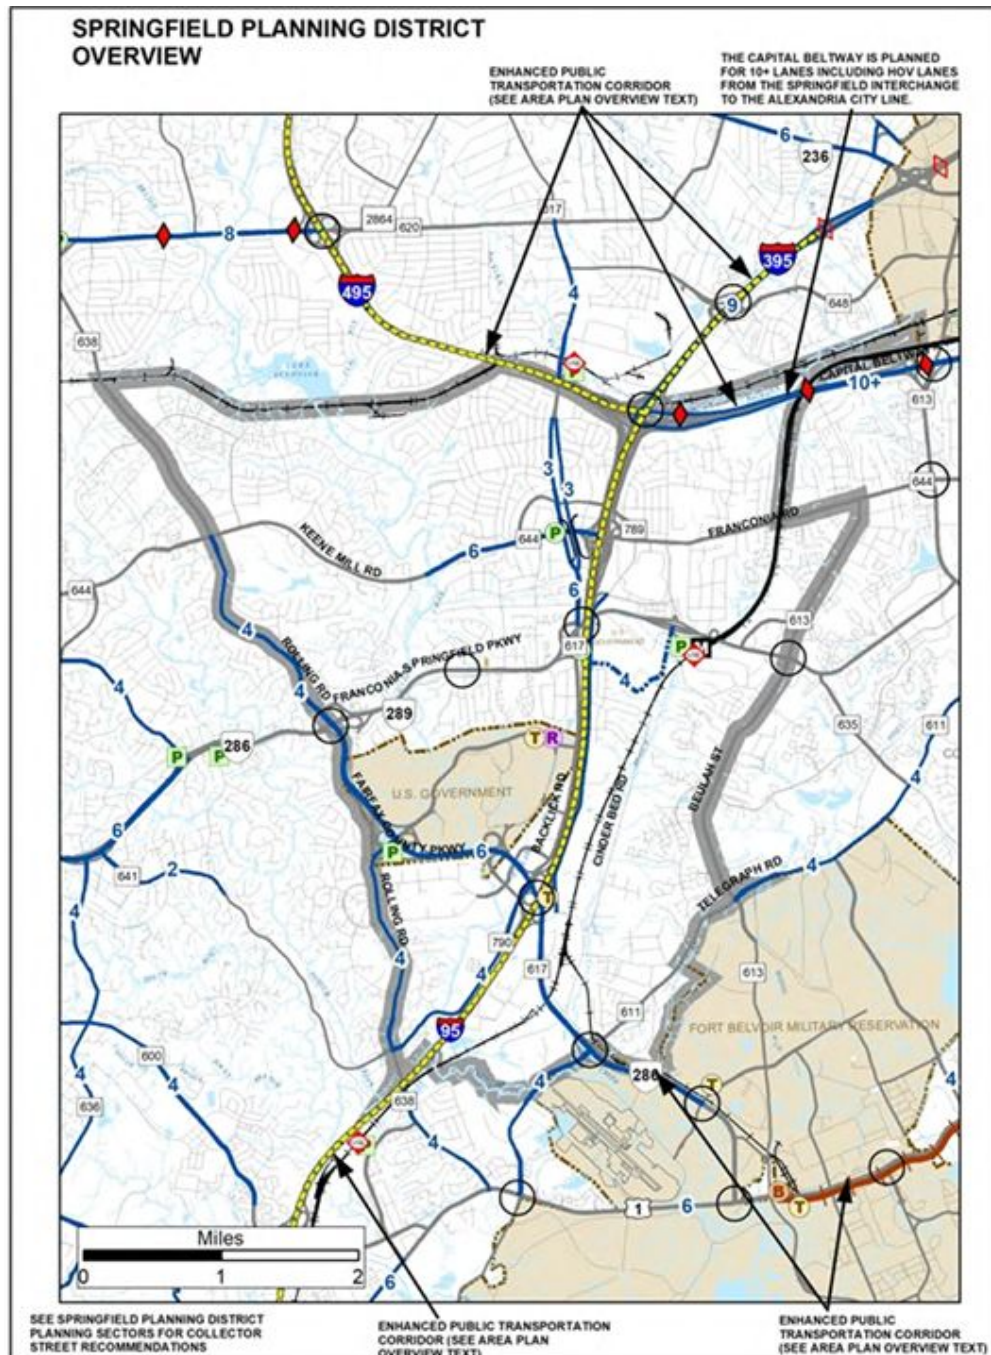 SPRINGFIELD PLANNING DISTRICT
OVERVIEW
ENHANCED PUBLIC
TRANSPORTATION CORRIDOR
(SEE AREA PLAN OVERVIEW TEXT)
THE CAPITAL BELTWAY IS PLANNED
FOR 10+ LANES INCLUDING HOV LANES
FROM THE SPRINGFIELD INTERCHANGE
TO THE ALEXANDRIA CITY LINE.
6
236
2864
620
617
8
495
395
4
9
648
638
CAPITAL BELTWAY
10+
613
3
3
644
789
FRANCONIA RD
KEENE MILL RD
644
6
6
644
4
ROLLING RD
FRANCONIA-SPRINGFIELD PKWY
617
P
613
4
4
4
289
286
P
P
T
R
635
611
4
U.S. GOVERNMENT
BACKLICK RD
CINDER BED RD
BEULAH ST
FAIRFAX COUNTY PKWY
P
6
6
641
2
ROLLING RD
T
TELEGRAPH RD
4
4
4
790
4
617
613
95
611
FORT BELVOIR MILITARY RESERVATION
600
4
286
T
4
636
638
4
4
B
T
1
6
6
Miles
0
1
2
SEE SPRINGFIELD PLANNING DISTRICT
PLANNING SECTORS FOR COLLECTOR
STREET RECOMMENDATIONS
ENHANCED PUBLIC TRANSPORTATION
CORRIDOR (SEE AREA PLAN
OVERVIEW TEXT)
ENHANCED PUBLIC
TRANSPORTATION CORRIDOR
(SEE AREA PLAN OVERVIEW TEXT)